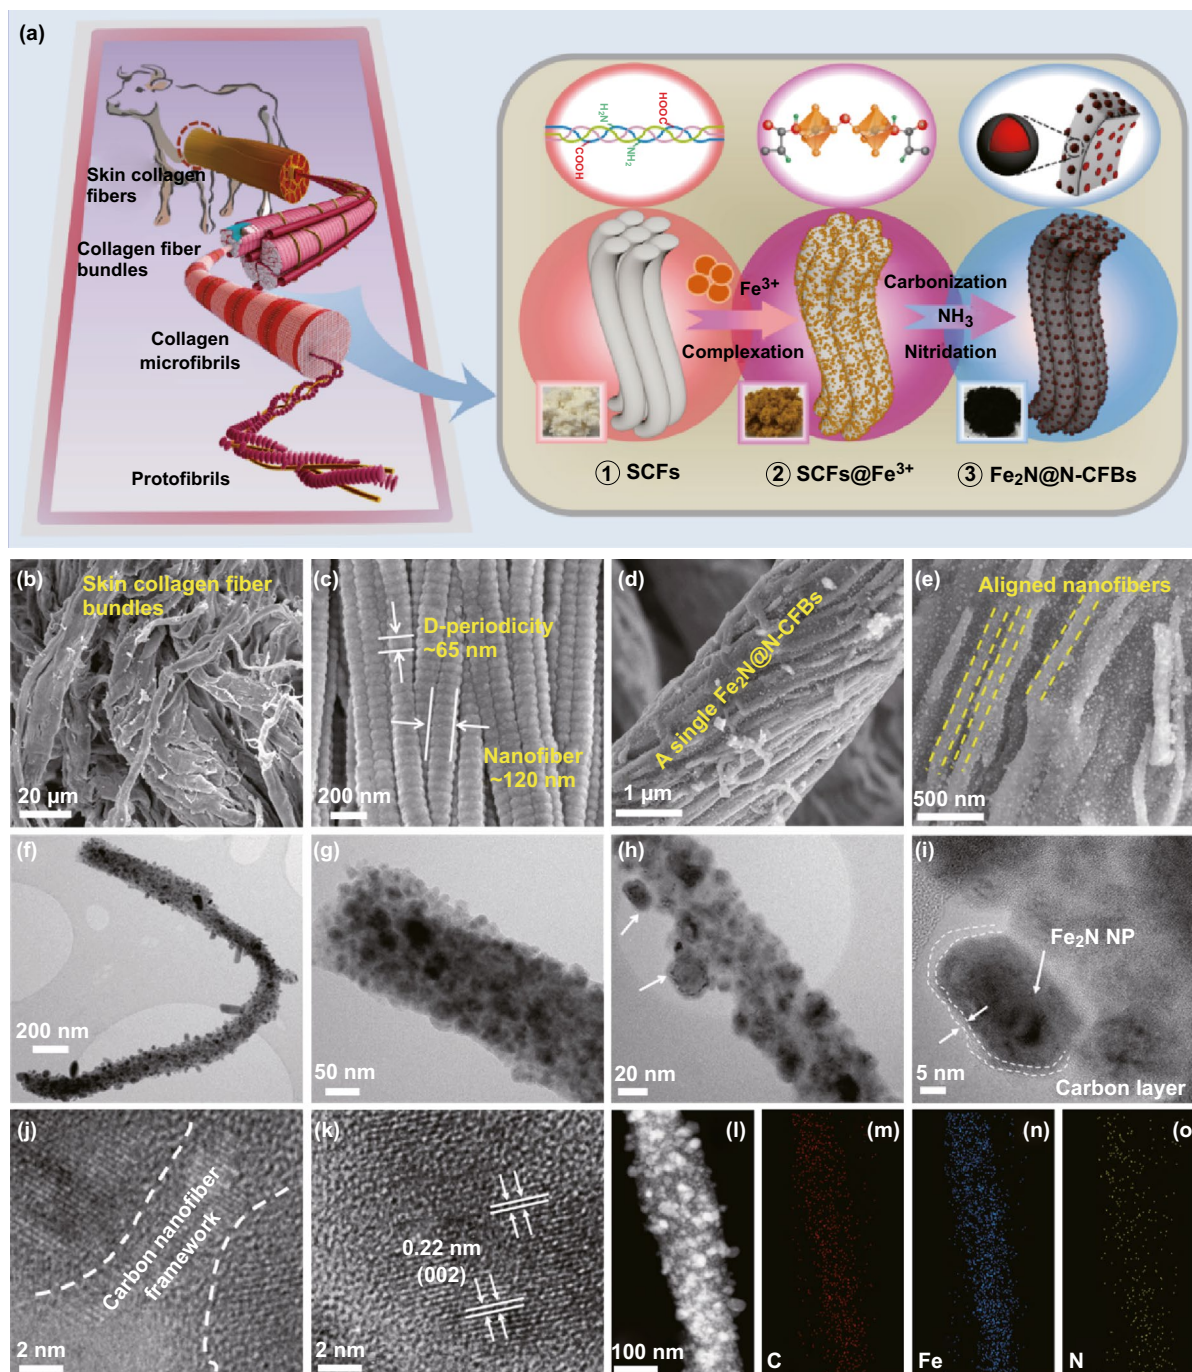 (a)
HOOC
H₂N
NH₂
COOH
Skin collagen
fibers
Collagen fiber
bundles
Collagen
microfibrils
Protofibrils
Fe³⁺
Complexation
Carbonization
NH₃
Nitridation
① SCFs
② SCFs@Fe³⁺
③ Fe₂N@N-CFBs
(b)
Skin collagen fiber
bundles
20 µm
(c)
D-periodicity
~65 nm
Nanofiber
~120 nm
200 nm
(d)
A single Fe₂N@N-CFBs
1 µm
(e)
Aligned nanofibers
500 nm
(f)
200 nm
(g)
50 nm
(h)
20 nm
(i)
Fe₂N NP
5 nm
Carbon layer
(j)
Carbon nanofiber
framework
2 nm
(k)
0.22 nm
(002)
2 nm
(l)
100 nm
(m)
C
(n)
Fe
(o)
N